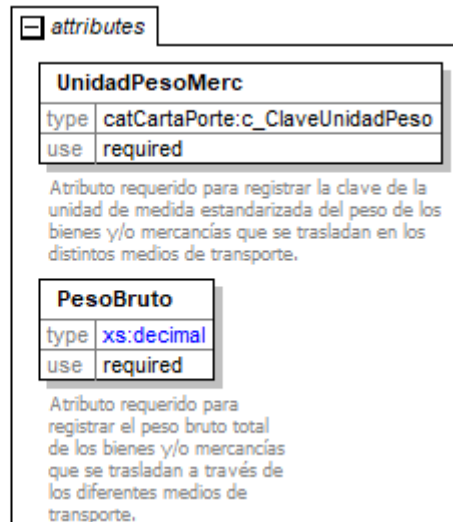 attributes
UnidadPesoMerc
type catCartaPorte:c_ClaveUnidadPeso
use required
Atributo requerido para registrar la clave de la
unidad de medida estandarizada del peso de los
bienes y/o mercancías que se trasladan en los
distintos medios de transporte.
PesoBruto
type xs:decimal
use required
Atributo requerido para
registrar el peso bruto total
de los bienes y/o mercancías
que se trasladan a través de
los diferentes medios de
transporte.